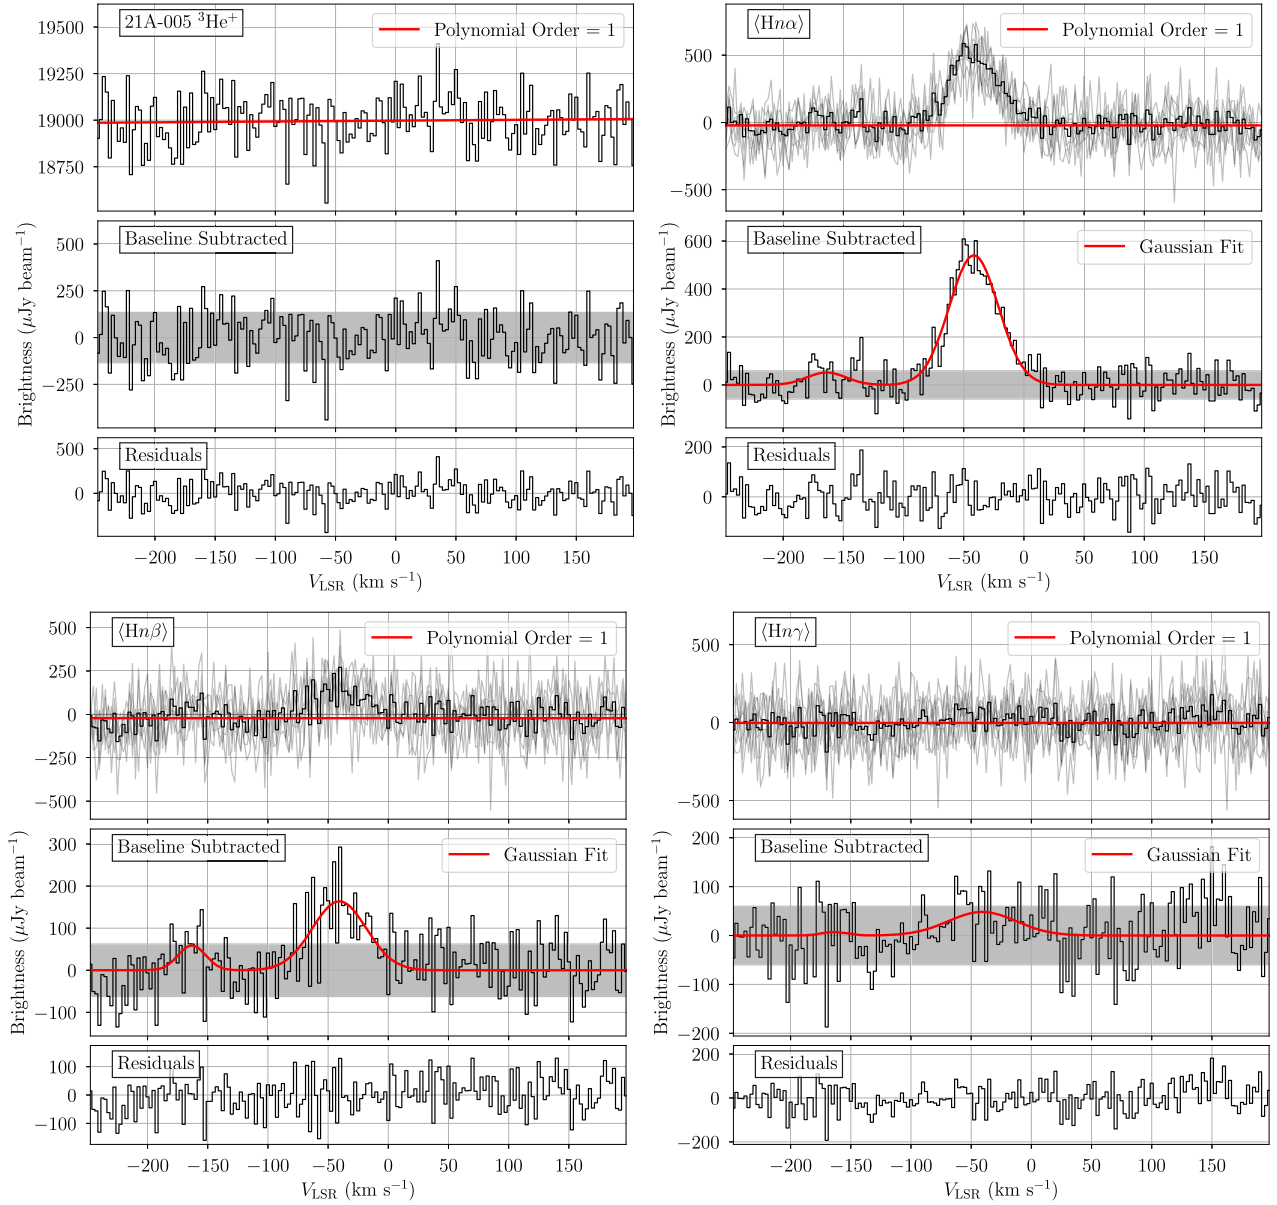 21A-005 ³He⁺
Polynomial Order = 1
19500
19250
19000
18750
Baseline Subtracted
500
250
0
−250
Brightness (μJy beam⁻¹)
Residuals
500
0
−200 −150 −100 −50 0 50 100 150
V_LSR (km s⁻¹)
⟨Hnα⟩
Polynomial Order = 1
500
0
−500
Baseline Subtracted
Gaussian Fit
600
400
200
0
Brightness (μJy beam⁻¹)
Residuals
200
0
−200 −150 −100 −50 0 50 100 150
V_LSR (km s⁻¹)
⟨Hnβ⟩
Polynomial Order = 1
500
250
0
−250
−500
Baseline Subtracted
Gaussian Fit
300
200
100
0
−100
Brightness (μJy beam⁻¹)
Residuals
100
0
−100
−200 −150 −100 −50 0 50 100 150
V_LSR (km s⁻¹)
⟨Hnγ⟩
Polynomial Order = 1
500
0
−500
Baseline Subtracted
Gaussian Fit
200
100
0
−100
−200
Brightness (μJy beam⁻¹)
Residuals
200
0
−200
−200 −150 −100 −50 0 50 100 150
V_LSR (km s⁻¹)